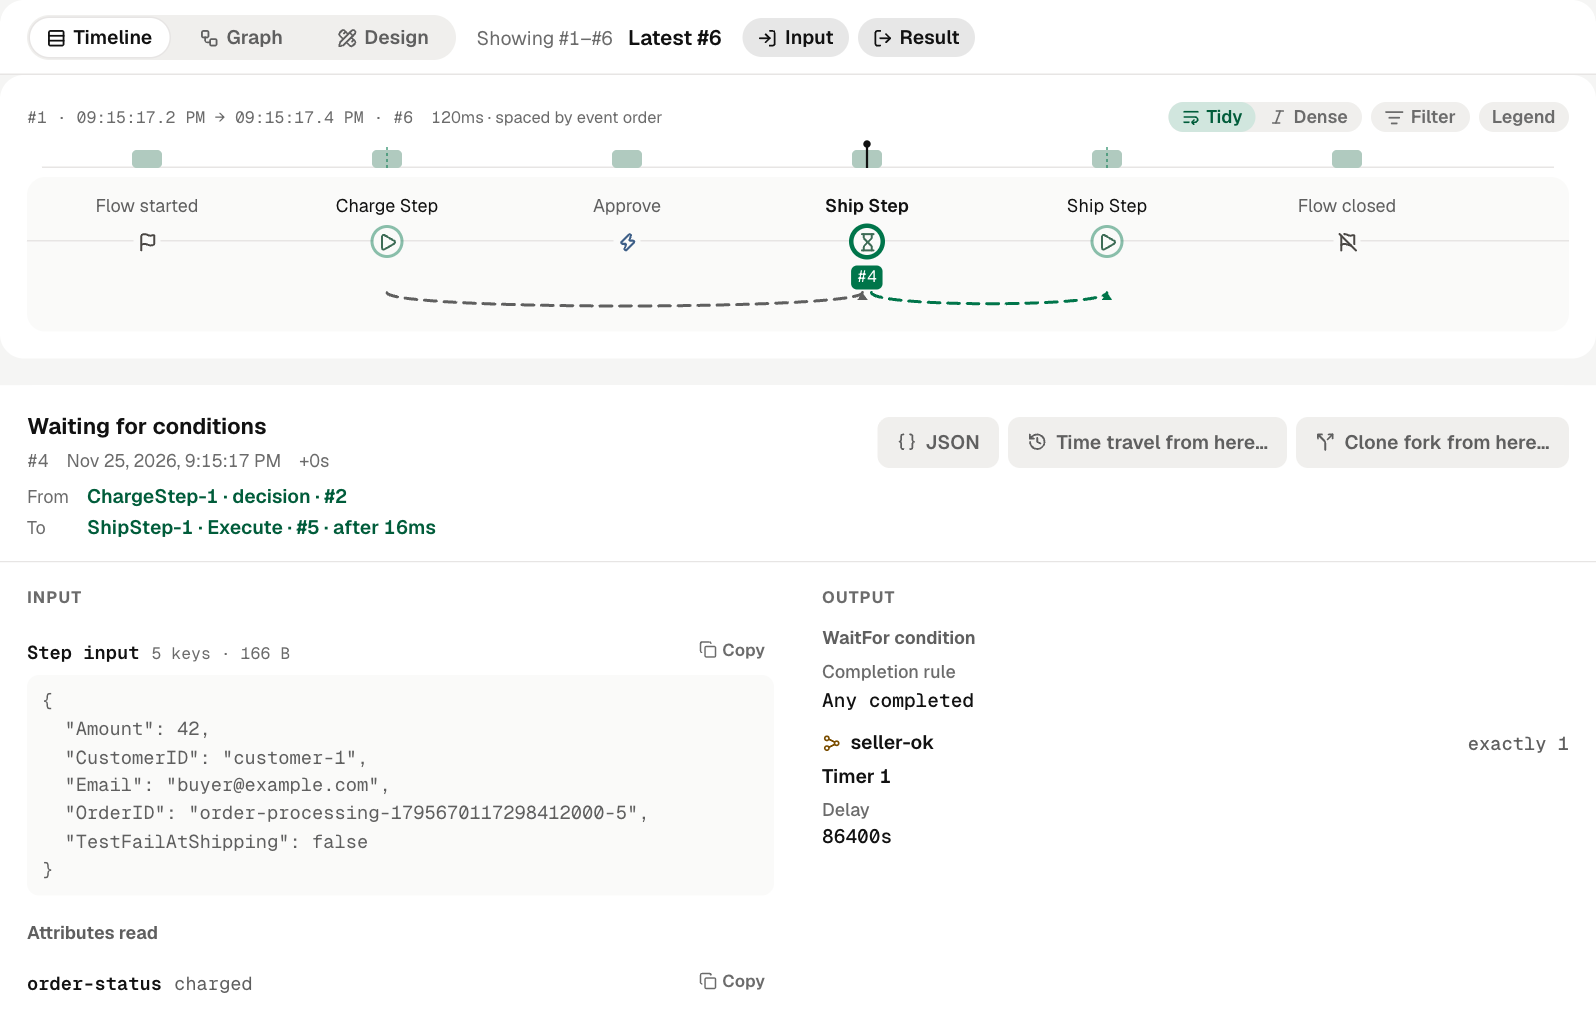 Timeline Graph Design Showing #1–#6 Latest #6 Input Result
#1 · 09:15:17.2 PM → 09:15:17.4 PM · #6 120ms · spaced by event order Tidy Dense Filter Legend
Flow started Charge Step Approve Ship Step Ship Step Flow closed
#4
Waiting for conditions
{} JSON Time travel from here... Clone fork from here...
#4 Nov 25, 2026, 9:15:17 PM +0s
From ChargeStep-1 · decision · #2
To ShipStep-1 · Execute · #5 · after 16ms
INPUT
Step input 5 keys · 166 B Copy
{
"Amount": 42,
"CustomerID": "customer-1",
"Email": "buyer@example.com",
"OrderID": "order-processing-1795670117298412000-5",
"TestFailAtShipping": false
}
Attributes read
order-status charged Copy
OUTPUT
WaitFor condition
Completion rule
Any completed
seller-ok exactly 1
Timer 1
Delay
86400s